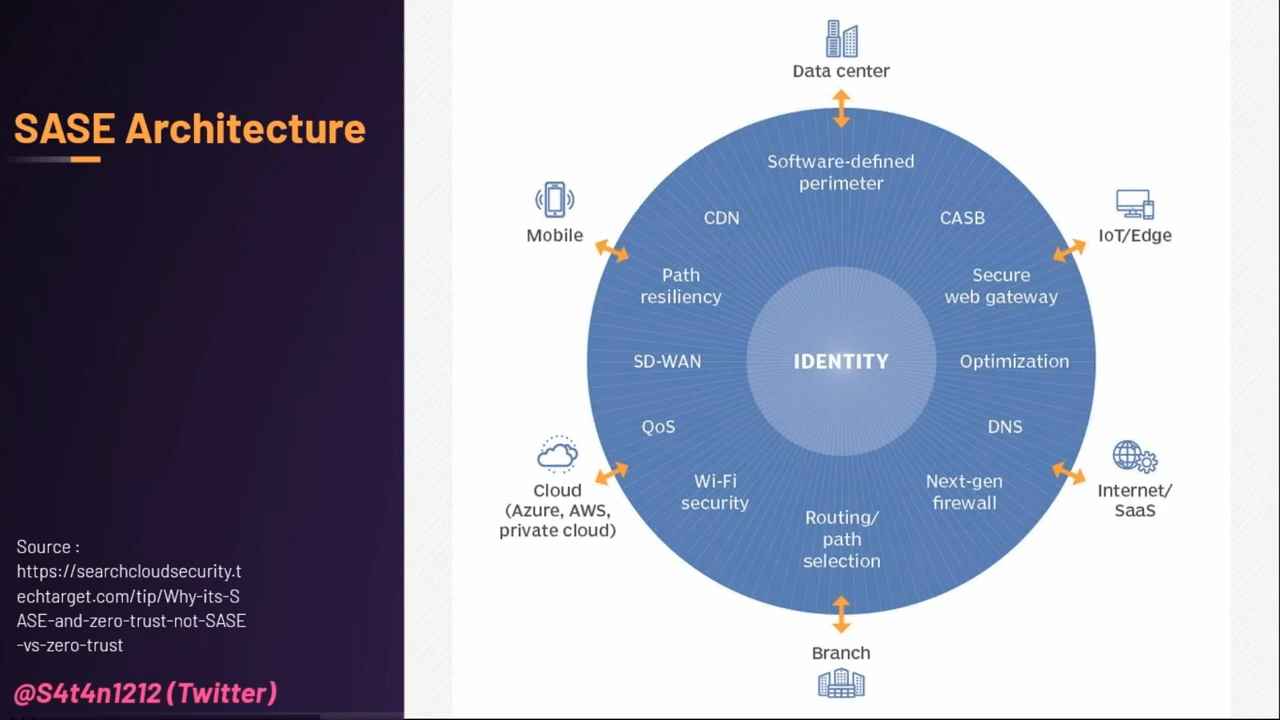 SASE Architecture
Source :
https://searchcloudsecurity.t
echtarget.com/tip/Why-its-S
ASE-and-zero-trust-not-SASE
-vs-zero-trust
@S4t4n1212 (Twitter)
Data center
Software-defined
perimeter
CDN
CASB
Mobile
IoT/Edge
Path
resiliency
Secure
web gateway
SD-WAN
IDENTITY
Optimization
QoS
DNS
Wi-Fi
security
Next-gen
firewall
Cloud
(Azure, AWS,
private cloud)
Internet/
SaaS
Routing/
path
selection
Branch